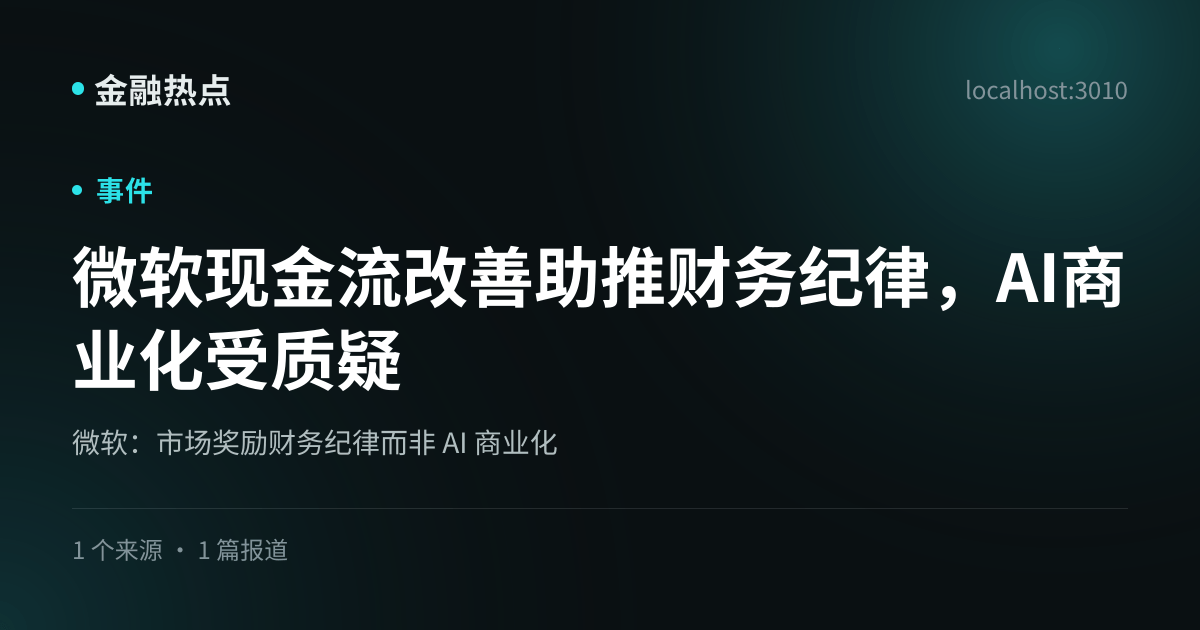 金融热点
localhost:3010
事件
微软现金流改善助推财务纪律，AI商
业化受质疑
微软：市场奖励财务纪律而非 AI 商业化
1 个来源 · 1 篇报道